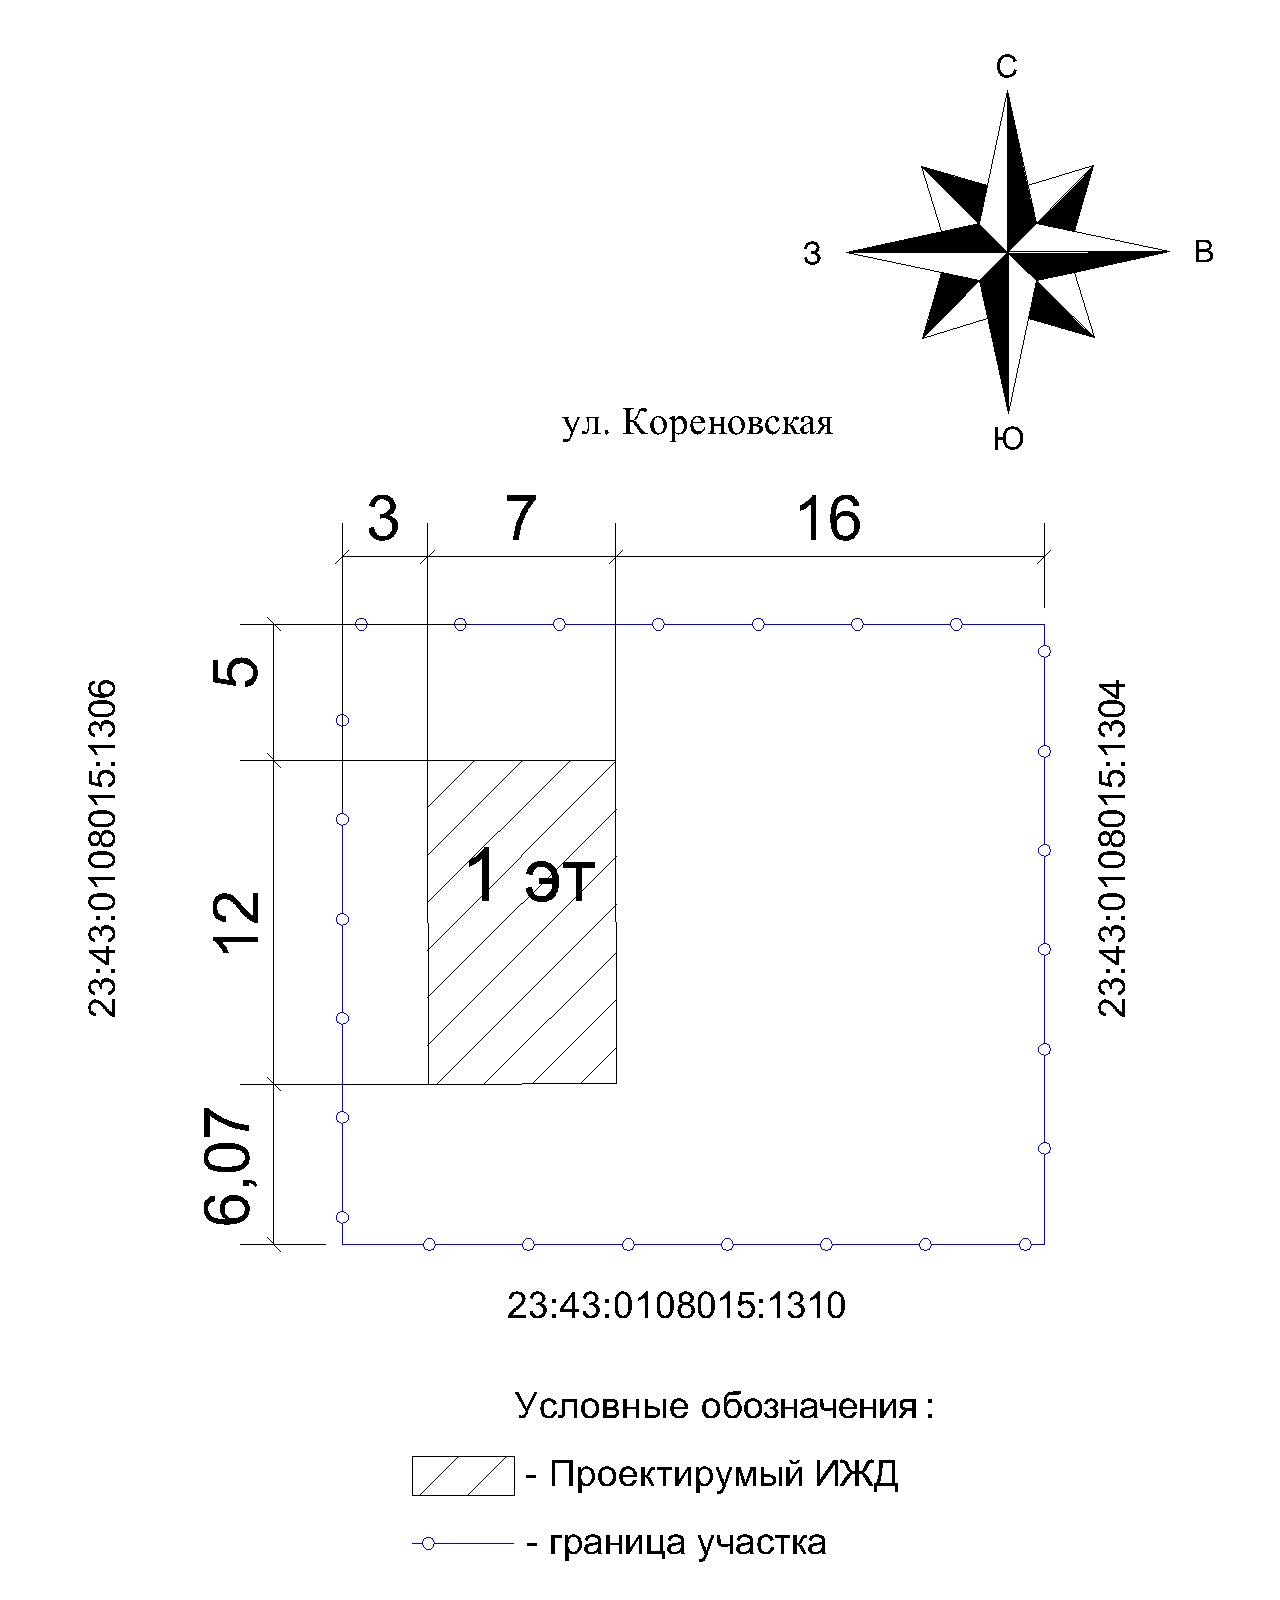 С
З
В
Ю
ул. Кореновская
3 7 16
5
12
6,07
1 эт
23:43:0108015:1306
23:43:0108015:1304
23:43:0108015:1310
Условные обозначения :
- Проектирумый ИЖД
- граница участка